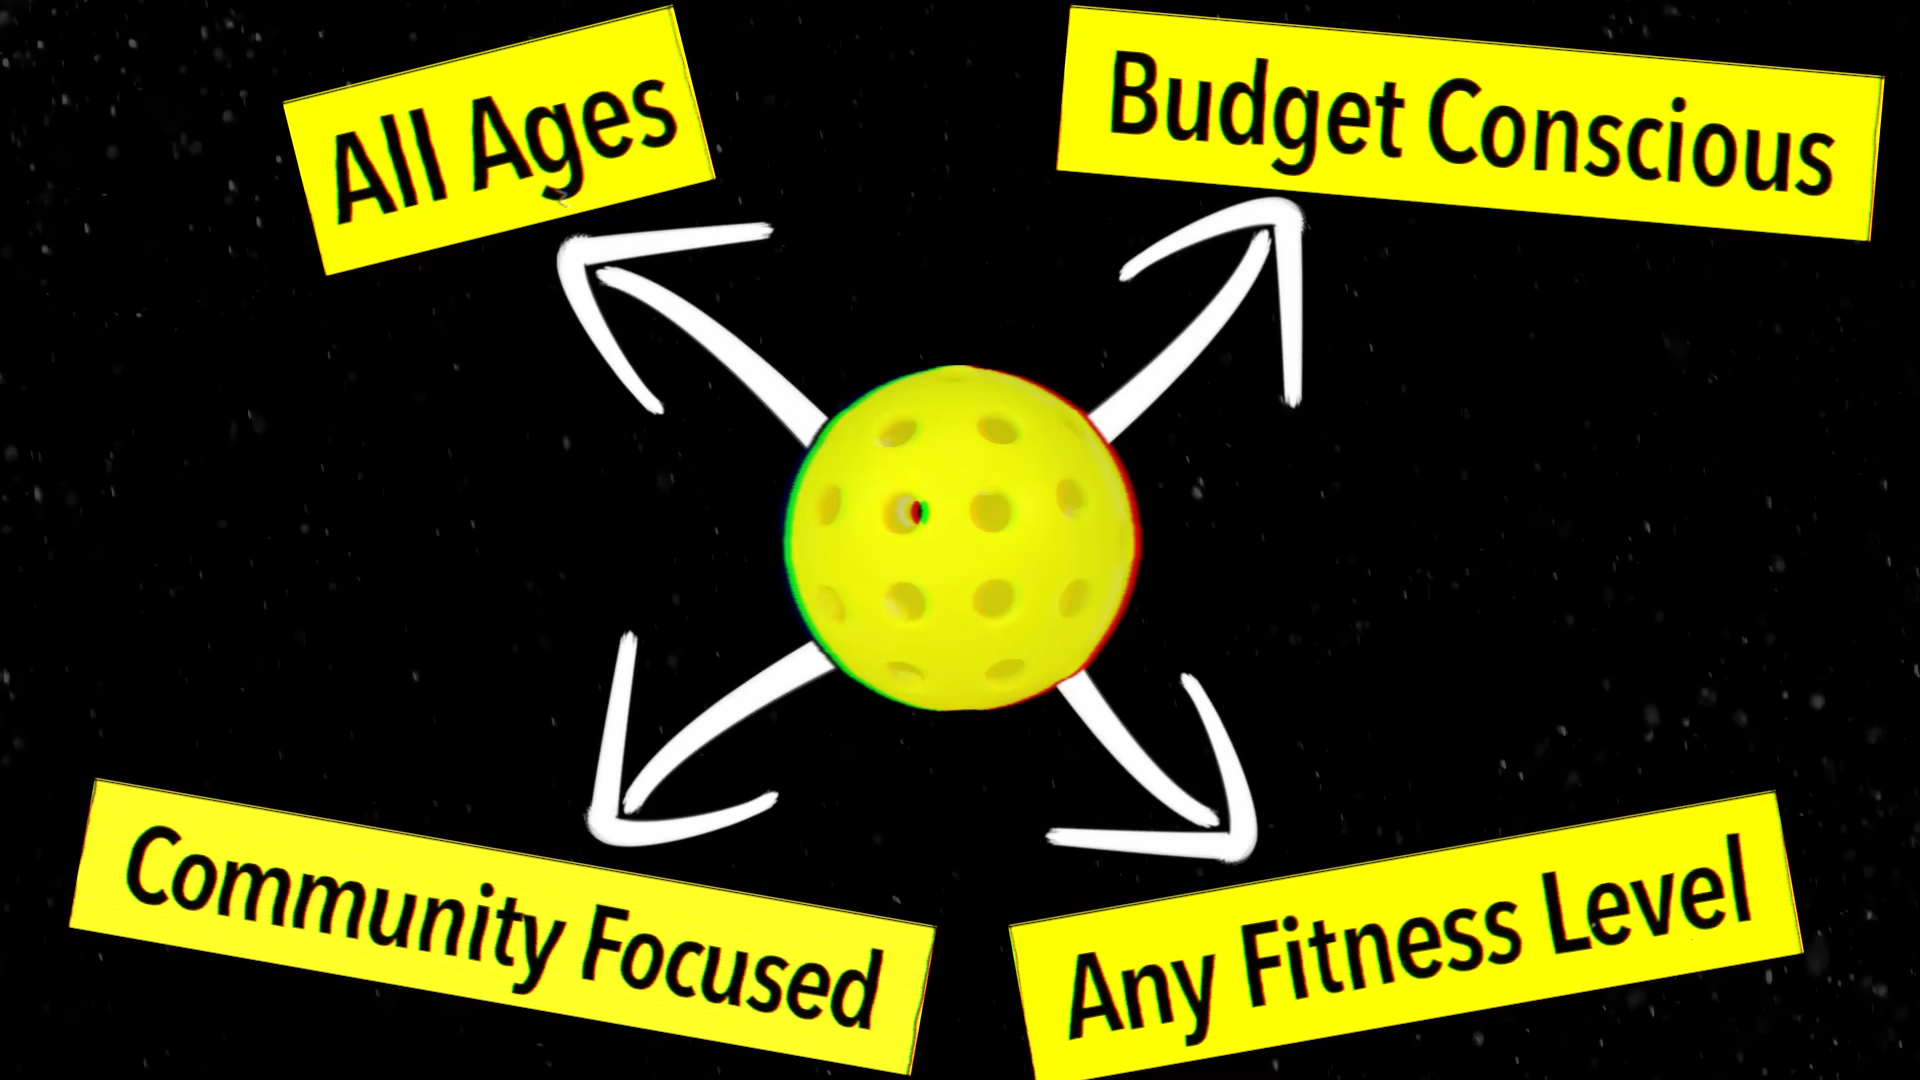 All Ages
Budget Conscious
Community Focused
Any Fitness Level